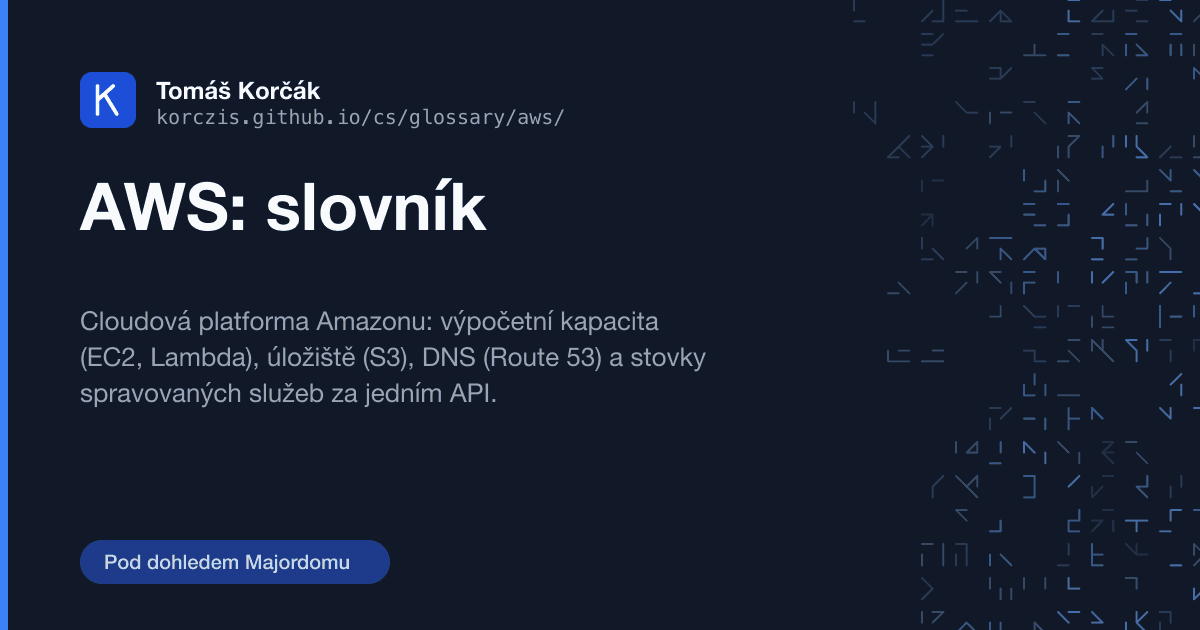 K
Tomáš Korčák
korczis.github.io/cs/glossary/aws/
AWS: slovník
Cloudová platforma Amazonu: výpočetní kapacita
(EC2, Lambda), úložiště (S3), DNS (Route 53) a stovky
spravovaných služeb za jedním API.
Pod dohledem Majordomu